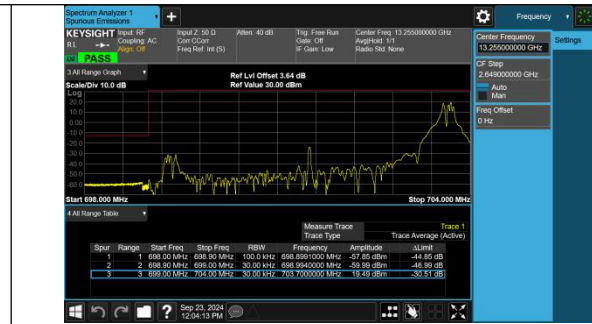 Spectrum Analyzer 1
Spurious Emissions
Frequency
KEYSIGHT Input: RF Input Z: 50 Ω Atten: 40 dB Trig: Free Run Center Freq: 13.255000000 GHz
RL Coupling: AC Corr CCorr Gate: Off Avg|Hold: 1/1
Align: Off Freq Ref: Int (S) IF Gain: Low Radio Std: None
PASS
Center Frequency
13.255000000 GHz
Settings
CF Step
2.649000000 GHz
Auto
Man
Freq Offset
0 Hz
3 All Range Graph
Ref Lvl Offset 3.64 dB
Scale/Div 10.0 dB Ref Value 30.00 dBm
Log
20.0
10.0
0.00
-10.0
-20.0
-30.0
-40.0
-50.0
-60.0
Start 698.000 MHz Stop 704.000 MHz
4 All Range Table
Measure Trace Trace 1
Trace Type Trace Average (Active)
Spur Range Start Freq Stop Freq RBW Frequency Amplitude ΔLimit
1 1 698.00 MHz 698.90 MHz 100.0 kHz 698.8991000 MHz -57.85 dBm -44.85 dB
2 2 698.90 MHz 699.00 MHz 30.00 kHz 698.9940000 MHz -59.99 dBm -46.99 dB
3 3 699.00 MHz 704.00 MHz 30.00 kHz 703.7000000 MHz 19.49 dBm -30.51 dB
Sep 23, 2024
12:04:13 PM